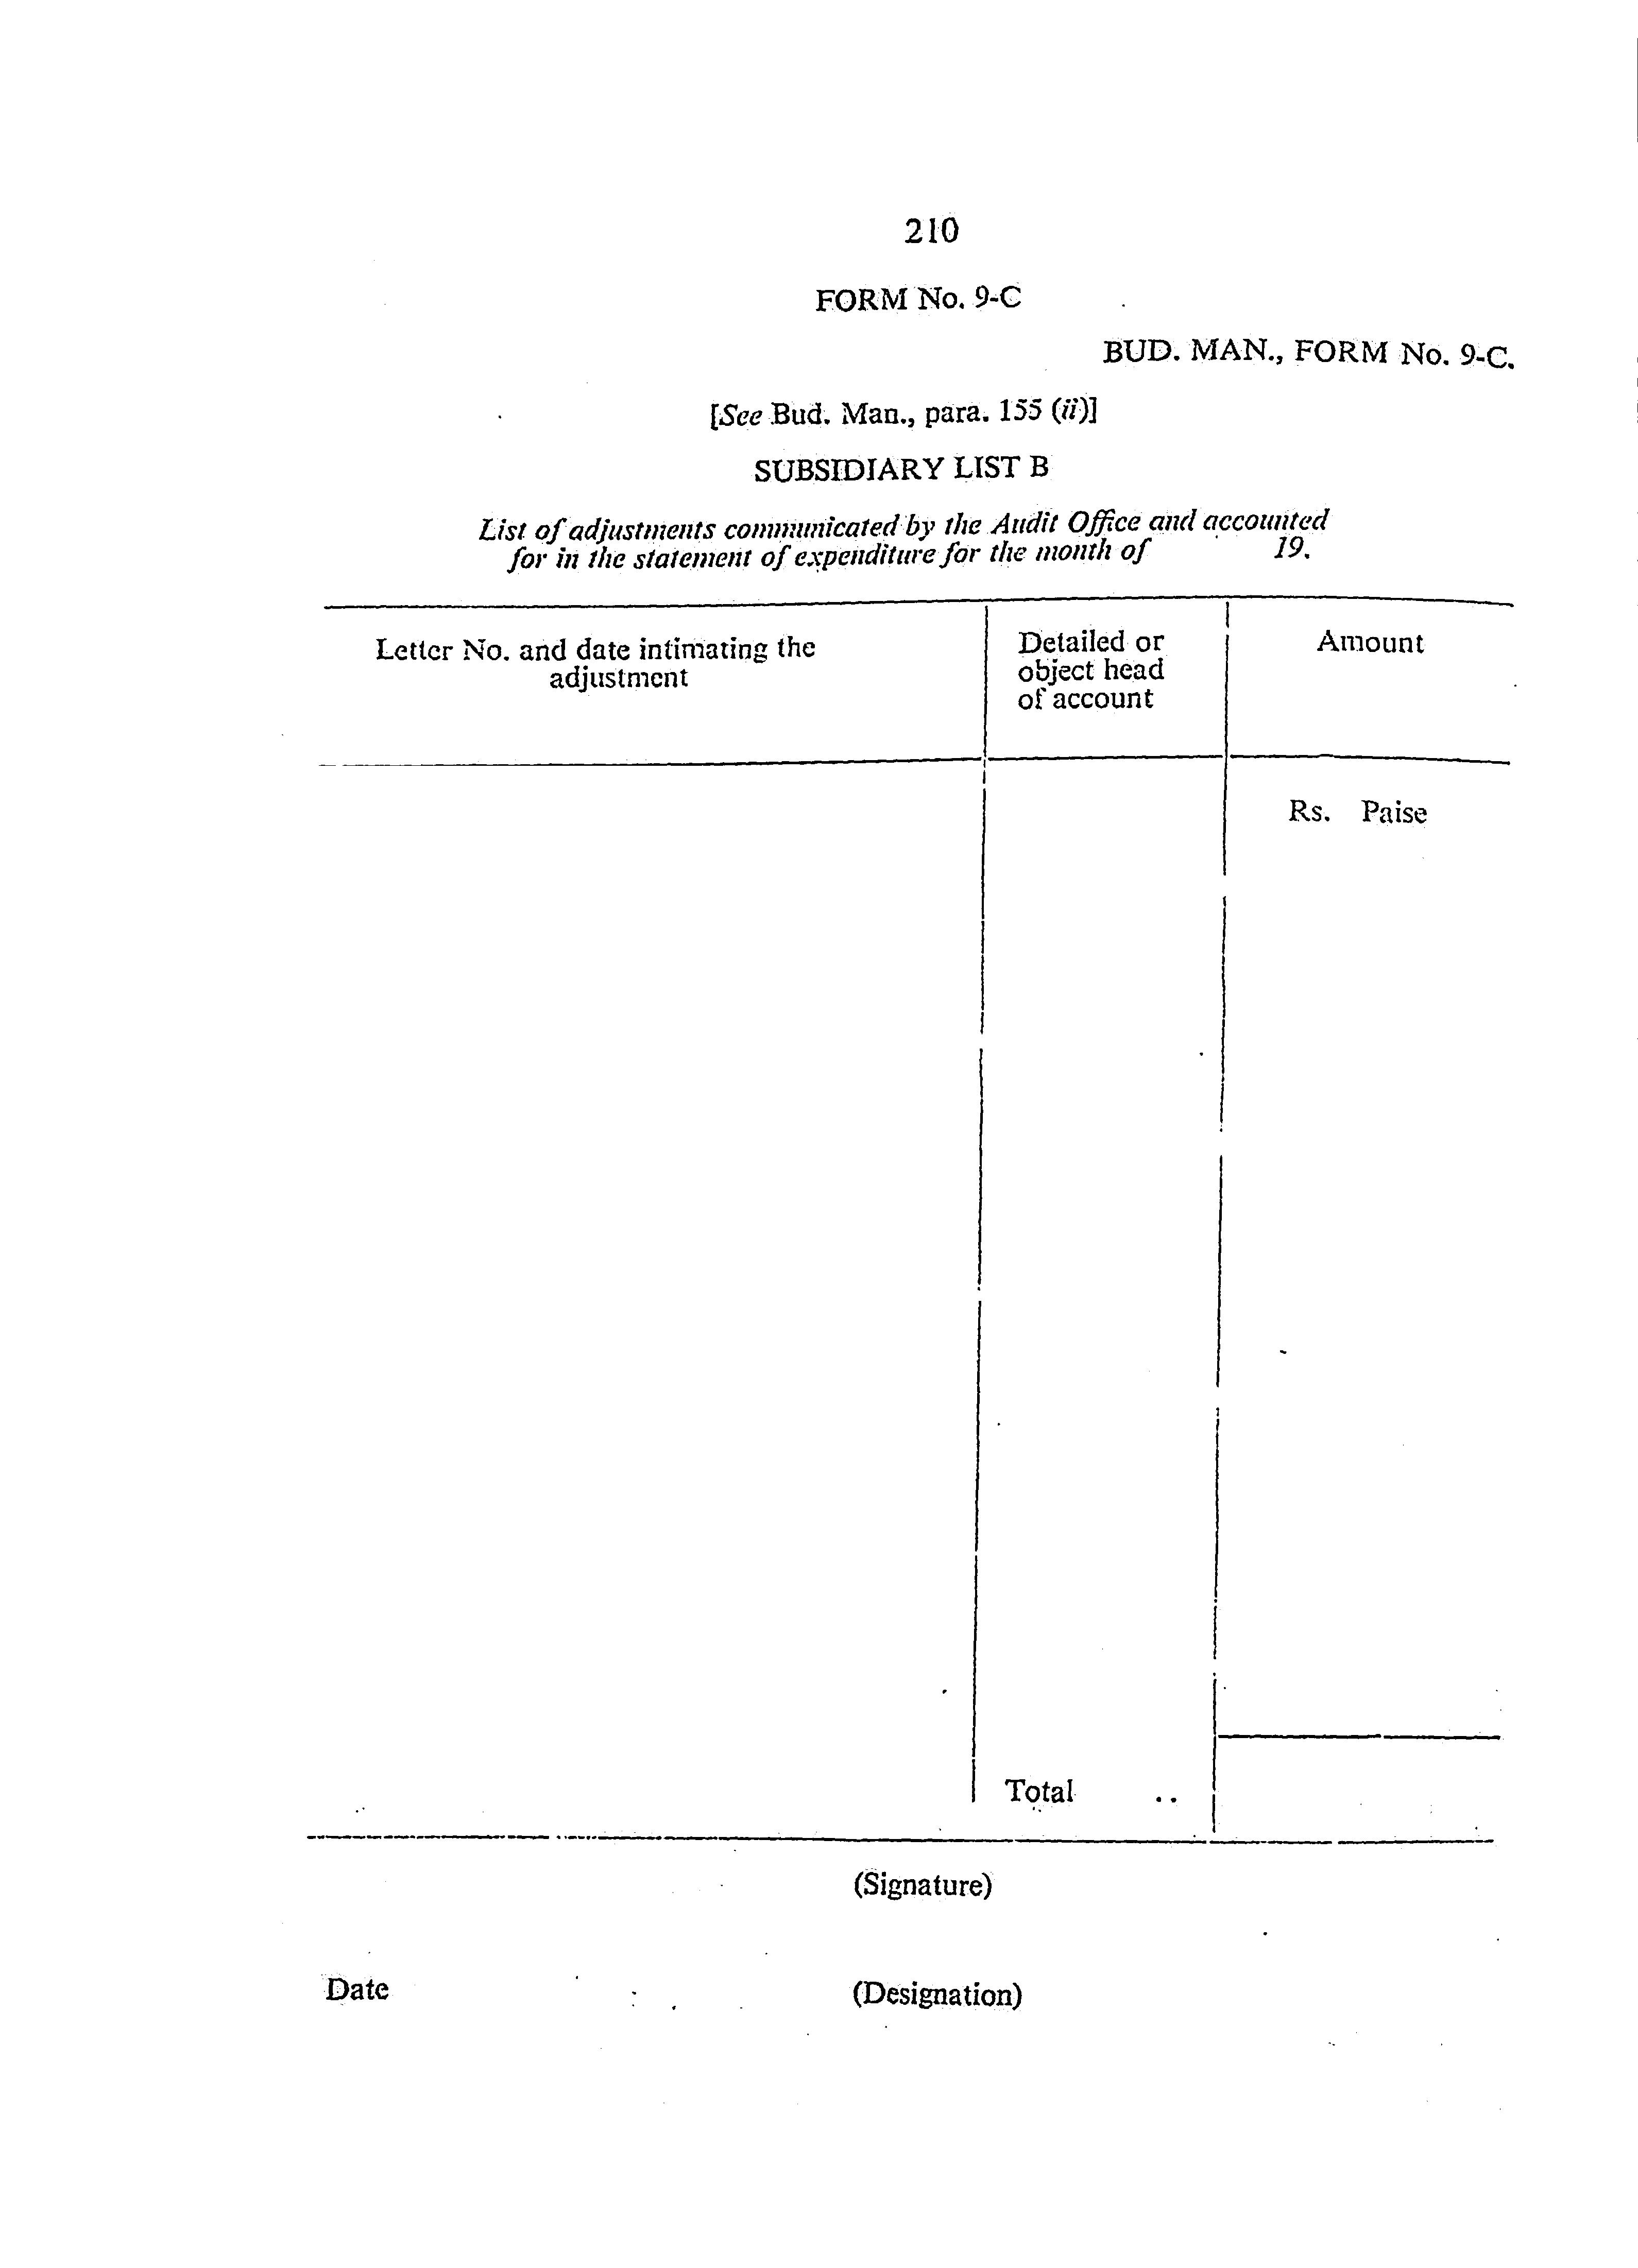 210
FORM No. 9-C
BUD. MAN., FORM No. 9-C.
[See Bud. Man., para. 155 (ii)]
SUBSIDIARY LIST B
List of adjustments communicated by the Audit Office and accounted
for in the statement of expenditure for the month of 19.
Letter No. and date intimating the
adjustment
Detailed or
object head
of account
Amount
Rs. Paise
Total ..
(Signature)
Date
(Designation)